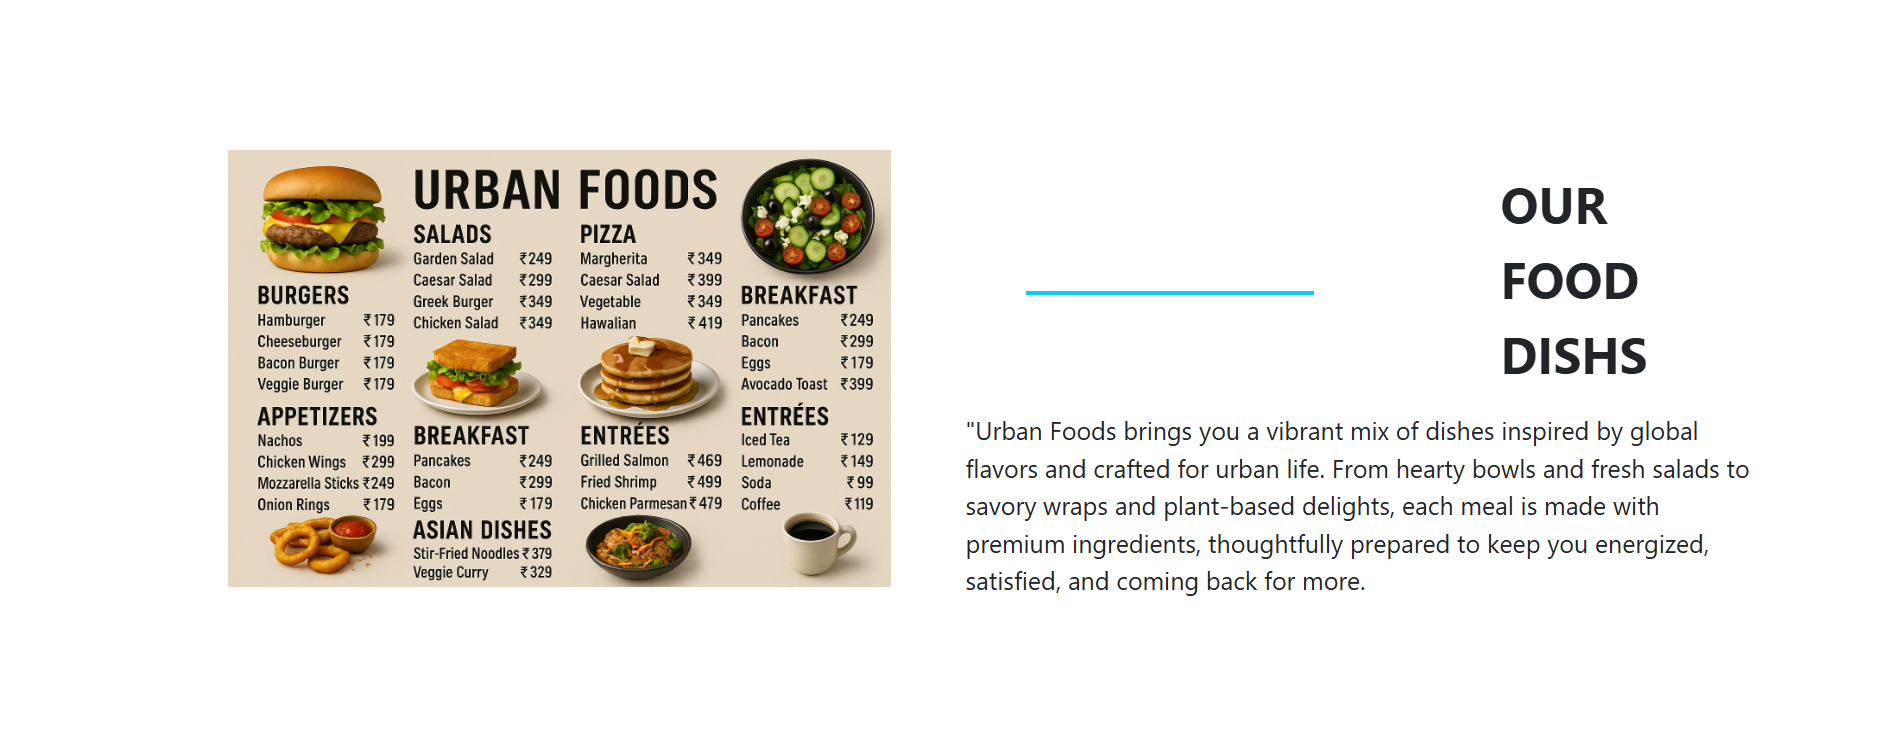 URBAN FOODS
BURGERS
Hamburger ₹179
Cheeseburger ₹179
Bacon Burger ₹179
Veggie Burger ₹179
APPETIZERS
Nachos ₹199
Chicken Wings ₹299
Mozzarella Sticks ₹249
Onion Rings ₹179
SALADS
Garden Salad ₹249
Caesar Salad ₹299
Greek Burger ₹349
Chicken Salad ₹349
BREAKFAST
Pancakes ₹249
Bacon ₹299
Eggs ₹179
ASIAN DISHES
Stir-Fried Noodles ₹379
Veggie Curry ₹329
PIZZA
Margherita ₹349
Caesar Salad ₹399
Vegetable ₹349
Hawalian ₹419
ENTRÉES
Grilled Salmon ₹469
Fried Shrimp ₹499
Chicken Parmesan ₹479
BREAKFAST
Pancakes ₹249
Bacon ₹299
Eggs ₹179
Avocado Toast ₹399
ENTRÉES
Iced Tea ₹129
Lemonade ₹149
Soda ₹99
Coffee ₹119
OUR
FOOD
DISHS
"Urban Foods brings you a vibrant mix of dishes inspired by global
flavors and crafted for urban life. From hearty bowls and fresh salads to
savory wraps and plant-based delights, each meal is made with
premium ingredients, thoughtfully prepared to keep you energized,
satisfied, and coming back for more.